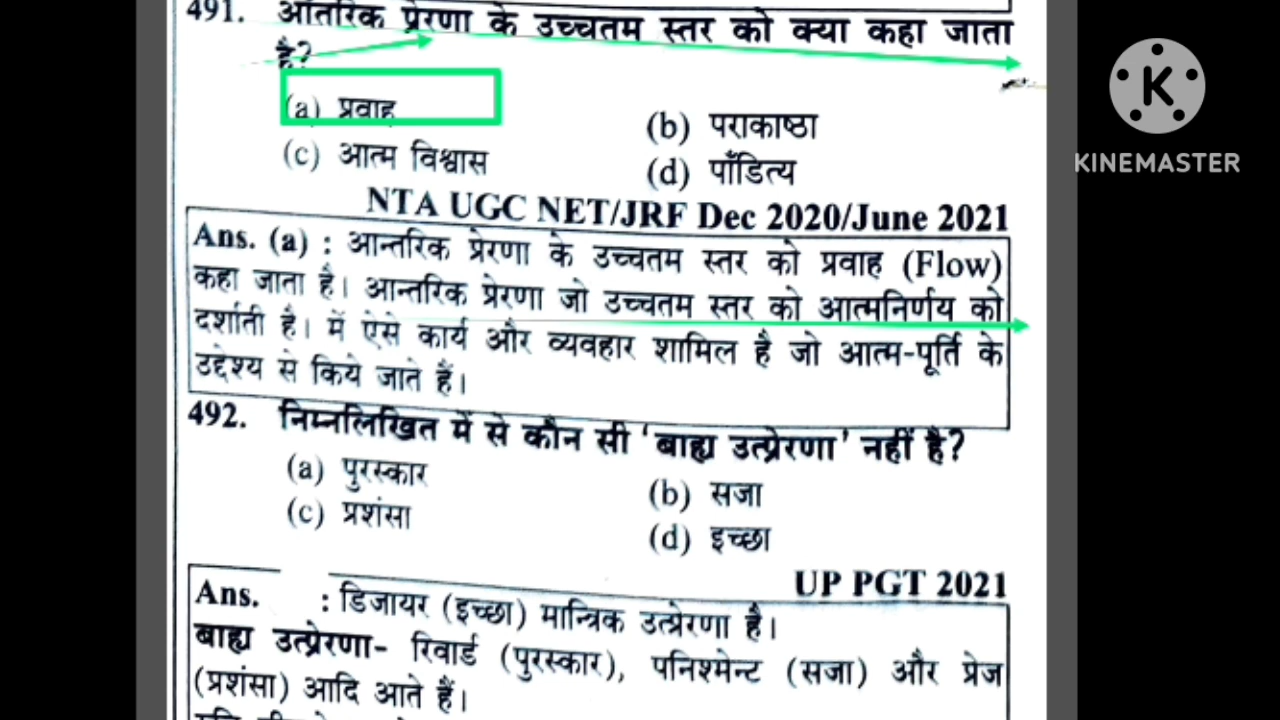 491. आंतरिक प्रेरणा के उच्चतम स्तर को क्या कहा जाता
है?
(a) प्रवाह
(b) पराकाष्ठा
(c) आत्म विश्वास
(d) पाँडित्य
NTA UGC NET/JRF Dec 2020/June 2021
Ans. (a) : आन्तरिक प्रेरणा के उच्चतम स्तर को प्रवाह (Flow)
कहा जाता है। आन्तरिक प्रेरणा जो उच्चतम स्तर को आत्मनिर्णय को
दर्शाती है। में ऐसे कार्य और व्यवहार शामिल है जो आत्म-पूर्ति के
उद्देश्य से किये जाते हैं।
492. निम्नलिखित में से कौन सी 'बाह्य उत्प्रेरणा' नहीं है?
(a) पुरस्कार
(b) सजा
(c) प्रशंसा
(d) इच्छा
UP PGT 2021
Ans. : डिजायर (इच्छा) मान्त्रिक उत्प्रेरणा है।
बाह्य उत्प्रेरणा- रिवार्ड (पुरस्कार), पनिश्मेन्ट (सजा) और प्रेज
(प्रशंसा) आदि आते हैं।
K
KINEMASTER